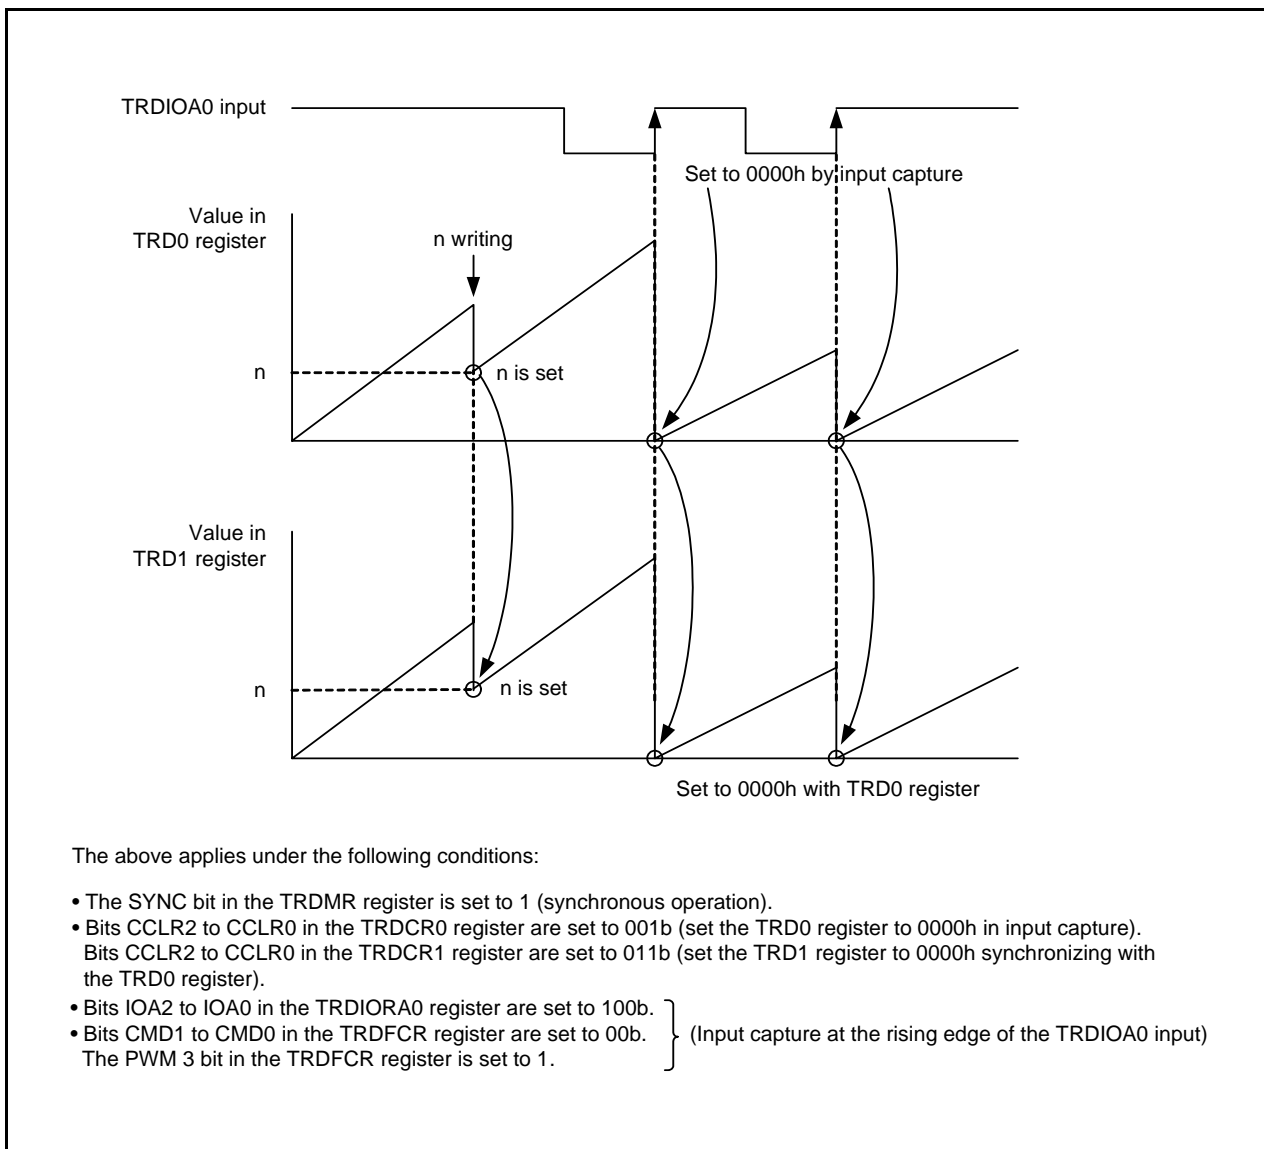 TRDIOA0 input
Set to 0000h by input capture
Value in
TRD0 register
n writing
n
n is set
Value in
TRD1 register
n
n is set
Set to 0000h with TRD0 register
The above applies under the following conditions:
• The SYNC bit in the TRDMR register is set to 1 (synchronous operation).
• Bits CCLR2 to CCLR0 in the TRDCR0 register are set to 001b (set the TRD0 register to 0000h in input capture).
Bits CCLR2 to CCLR0 in the TRDCR1 register are set to 011b (set the TRD1 register to 0000h synchronizing with
the TRD0 register).
• Bits IOA2 to IOA0 in the TRDIORA0 register are set to 100b.
• Bits CMD1 to CMD0 in the TRDFCR register are set to 00b.
The PWM 3 bit in the TRDFCR register is set to 1.
(Input capture at the rising edge of the TRDIOA0 input)